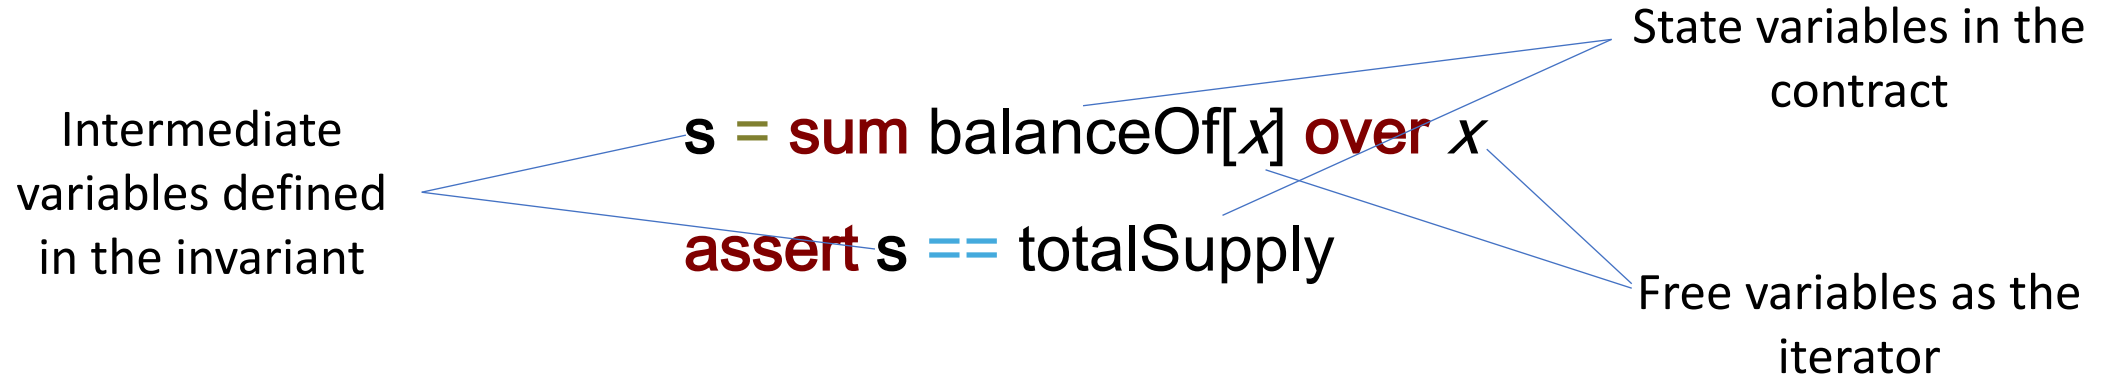 State variables in the
contract
Intermediate
variables defined
in the invariant
s = sum balanceOf[x] over x
assert s == totalSupply
Free variables as the
iterator